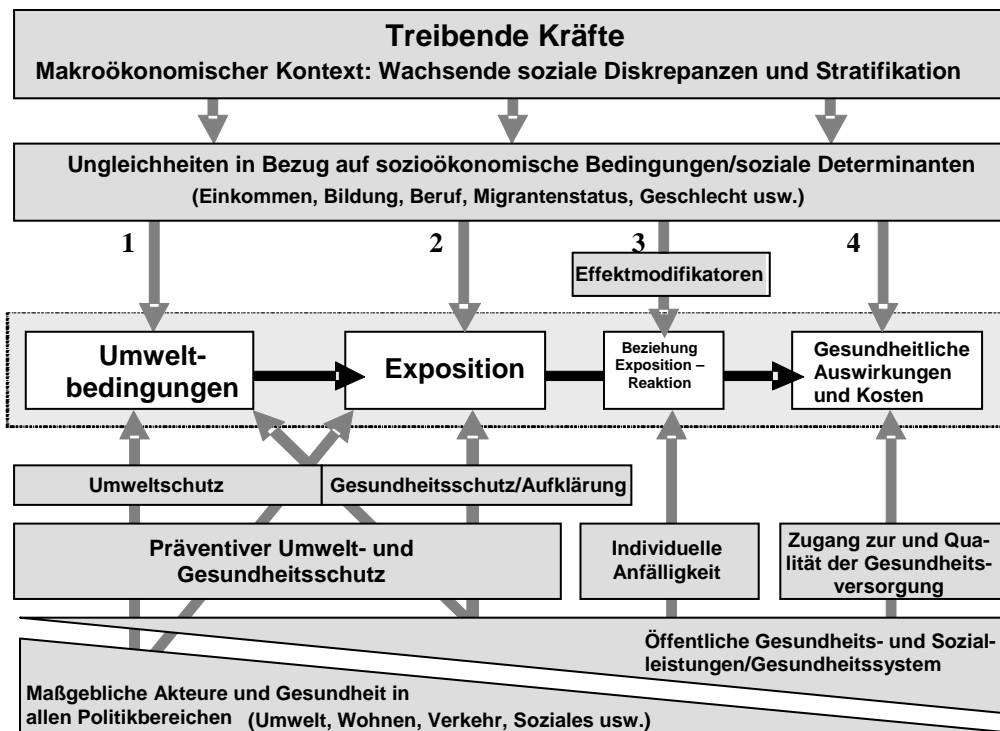 Treibende Kräfte
Makroökonomischer Kontext: Wachsende soziale Diskrepanzen und Stratifikation
Ungleichheiten in Bezug auf sozioökonomische Bedingungen/soziale Determinanten
(Einkommen, Bildung, Beruf, Migrantenstatus, Geschlecht usw.)
1
2
3
4
Effektmodifikatoren
Umwelt-
bedingungen
Exposition
Beziehung
Exposition –
Reaktion
Gesundheitliche
Auswirkungen
und Kosten
Umweltschutz
Gesundheitsschutz/Aufklärung
Präventiver Umwelt- und
Gesundheitsschutz
Individuelle
Anfälligkeit
Zugang zur und Qua-
lität der Gesundheits-
versorgung
Öffentliche Gesundheits- und Sozial-
leistungen/Gesundheitssystem
Maßgebliche Akteure und Gesundheit in
allen Politikbereichen (Umwelt, Wohnen, Verkehr, Soziales usw.)